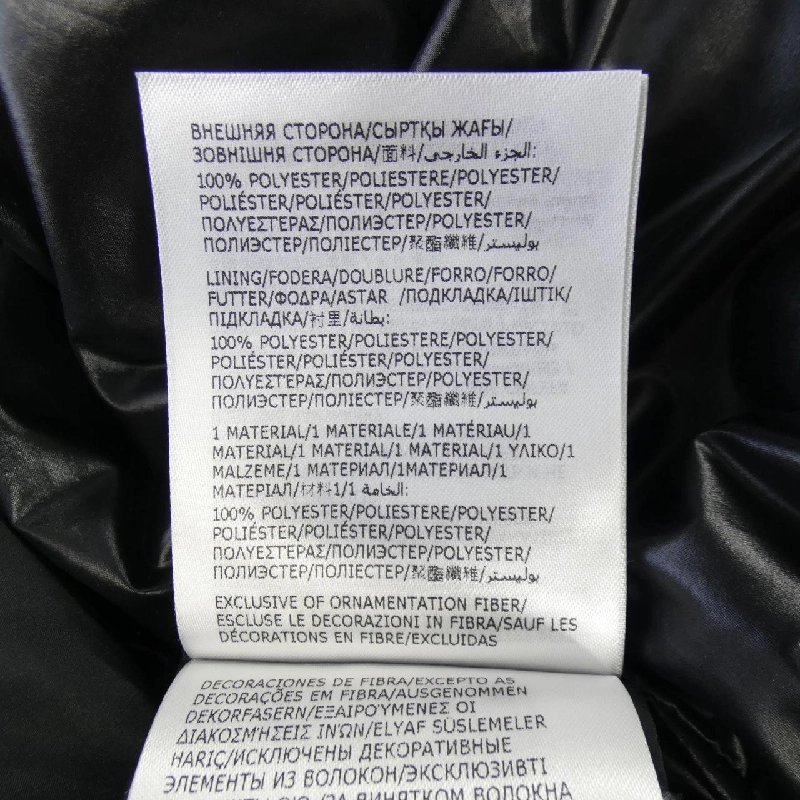 ВНЕШНЯЯ СТОРОНА/СЫРТҚЫ ЖАҒЫ/
ЗОВНІШНЯ СТОРОНА/面料/الجزء الخارجي:
100% POLYESTER/POLIESTERE/POLYESTER/
POLIÉSTER/POLIÉSTER/POLYESTER/
ΠΟΛΥΕΣΤΕΡΑΣ/ПОЛИЭСТЕР/POLYESTER/
ПОЛИЭСТЕР/ПОЛІЕСТЕР/聚酯纖維/بوليستر
LINING/FODERA/DOUBLURE/FORRO/FORRO/
FUTTER/ΦΟΔΡΑ/ASTAR /ПОДКЛАДКА/ІШТІК/
ПІДКЛАДКА/衬里/بطانة:
100% POLYESTER/POLIESTERE/POLYESTER/
POLIÉSTER/POLIÉSTER/POLYESTER/
ΠΟΛΥΕΣΤΈΡΑΣ/ПОЛИЭСТЕР/POLYESTER/
ПОЛИЭСТЕР/ПОЛІЕСТЕР/聚酯纖維/بوليستر
1 MATERIAL/1 MATERIALE/1 MATÉRIAU/1
MATERIAL/1 MATERIAL/1 MATERIAL/1 ΥΛΙΚΟ/1
MALZEME/1 МАТЕРИАЛ/1МАТЕРИАЛ/1
МАТЕРІАЛ/材料1/1 الخامة:
100% POLYESTER/POLIESTERE/POLYESTER/
POLIÉSTER/POLIÉSTER/POLYESTER/
ΠΟΛΥΕΣΤΈΡΑΣ/ПОЛИЭСТЕР/POLYESTER/
ПОЛИЭСТЕР/ПОЛІЕСТЕР/聚酯纖維/بوليستر
EXCLUSIVE OF ORNAMENTATION FIBER/
ESCLUSE LE DECORAZIONI IN FIBRA/SAUF LES
DÉCORATIONS EN FIBRE/EXCLUIDAS
DECORACIONES DE FIBRA/EXCEPTO AS
DECORAÇÕES EM FIBRA/AUSGENOMMEN
DEKORFASERN/ΕΞΑΙΡΟΎΜΕΝΕΣ ΟΙ
ΔΙΑΚΟΣΜΉΣΕΙΣ ΙΝΏΝ/ELYAF SÜSLEMELER
HARIÇ/ИСКЛЮЧЕНЫ ДЕКОРАТИВНЫЕ
ЭЛЕМЕНТЫ ИЗ ВОЛОКОН/ЭКСКЛЮЗИВТІ
ВИНЯТКОМ ВОЛОКНА